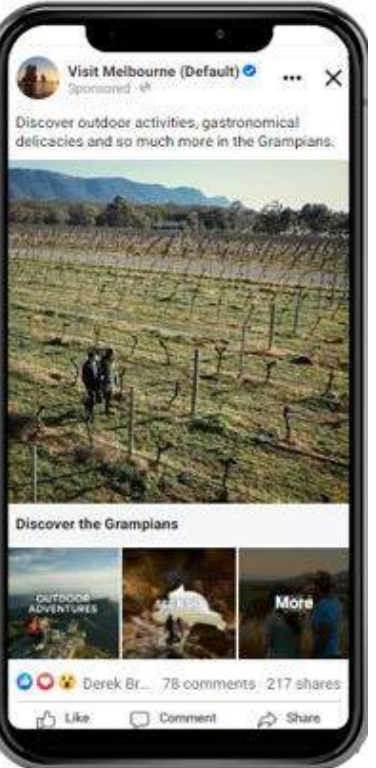 Visit Melbourne (Default)
Sponsored
Discover outdoor activities, gastronomical
delicacies and so much more in the Grampians.
Discover the Grampians
OUTDOOR
ADVENTURES
More
Derek Br... 78 comments 217 shares
Like Comment Share